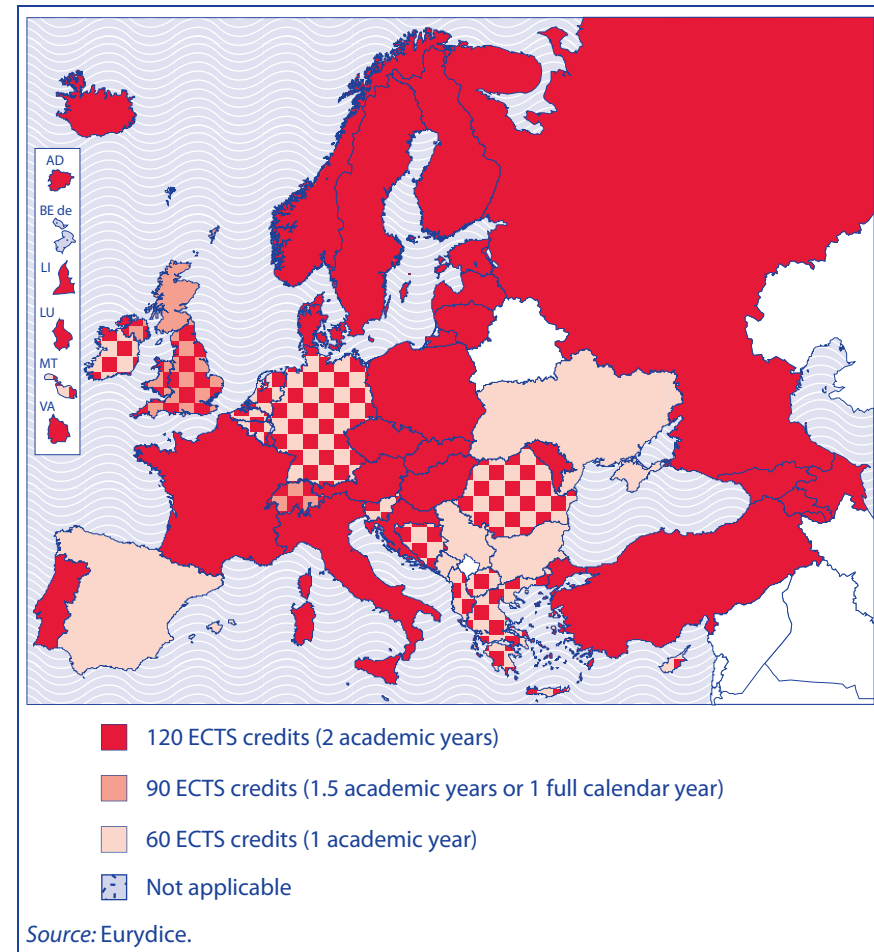 AD
BE de
LI
LU
MT
VA
120 ECTS credits (2 academic years)
90 ECTS credits (1.5 academic years or 1 full calendar year)
60 ECTS credits (1 academic year)
Not applicable
Source: Eurydice.